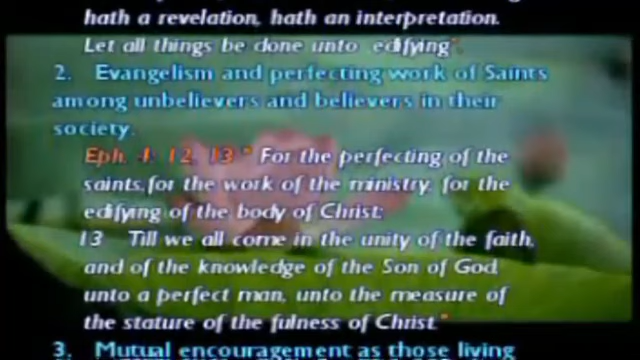 hath a revelation, hath an interpretation.
Let all things be done unto edifying".
2. Evangelism and perfecting work of Saints
among unbelievers and believers in their
society.
Eph. 4: 12, 13 " For the perfecting of the
saints, for the work of the ministry, for the
edifying of the body of Christ:
13 Till we all come in the unity of the faith,
and of the knowledge of the Son of God,
unto a perfect man, unto the measure of
the stature of the fulness of Christ."
3. Mutual encouragement as those living